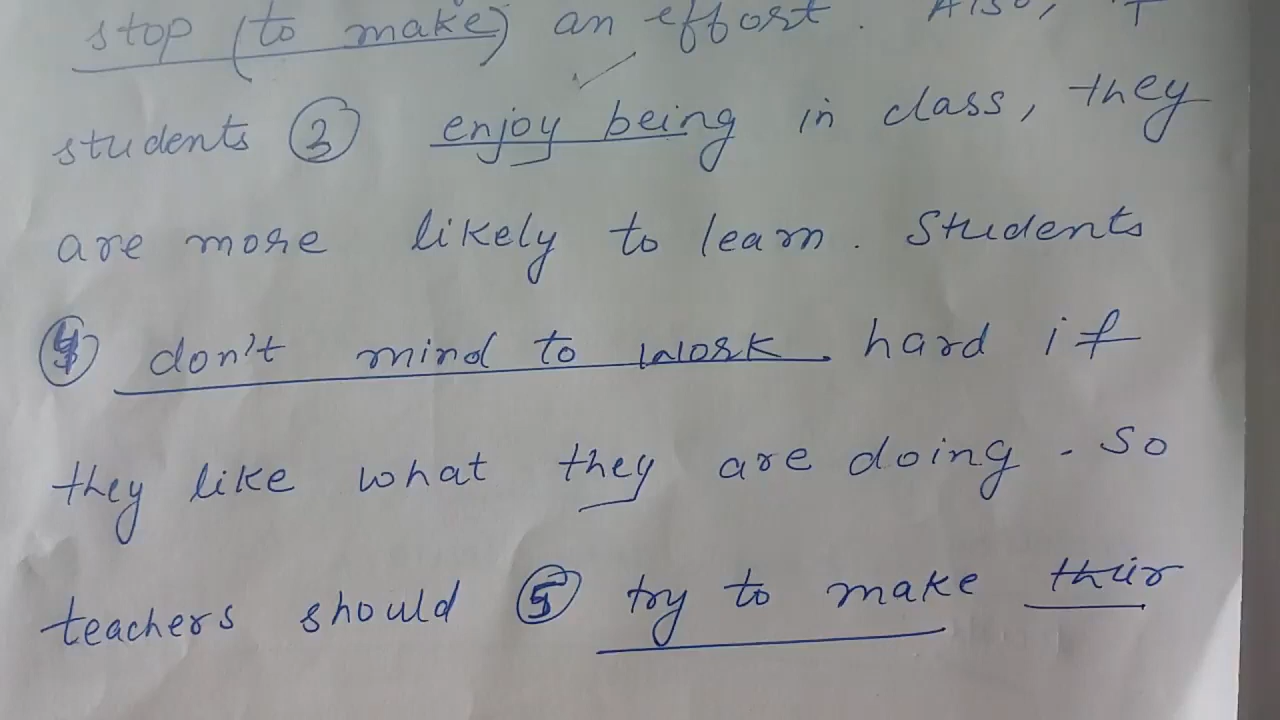 stop (to make) an effort. Also,
students ③ enjoy being in class, they
are more likely to learn. Students
④ don't mind to work hard if
they like what they are doing. So
teachers should ⑤ try to make their